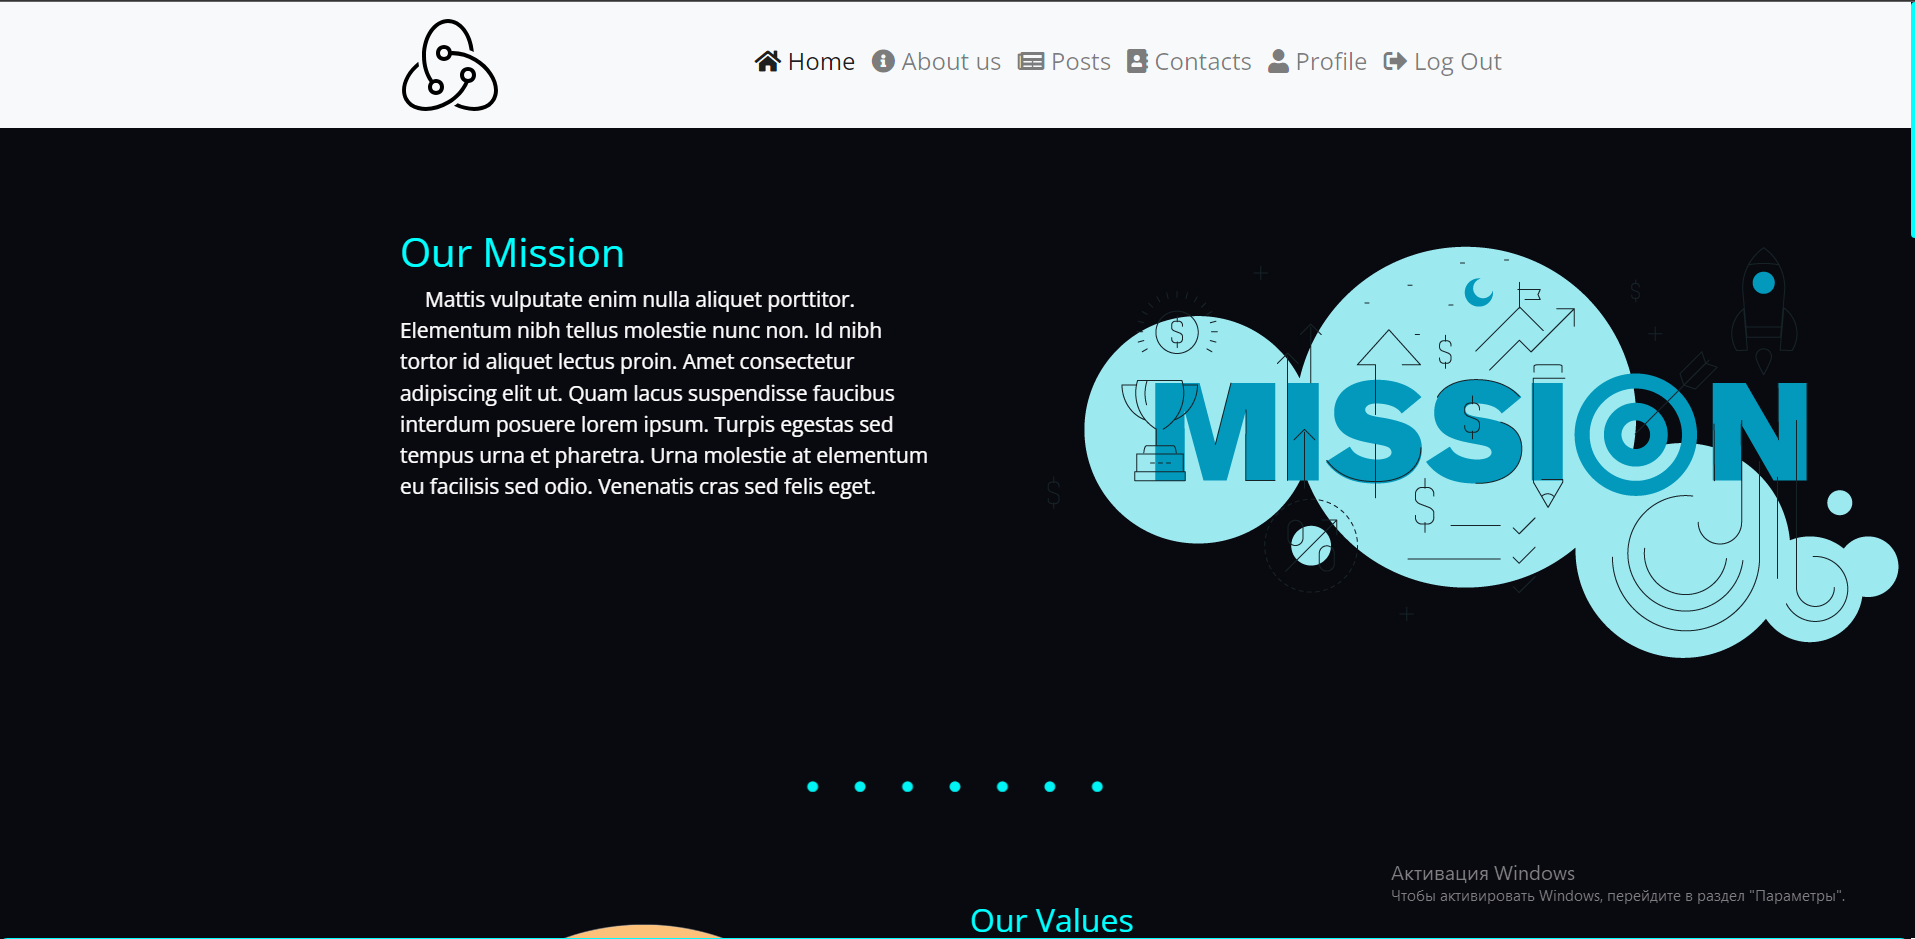 Home About us Posts Contacts Profile Log Out
Our Mission
Mattis vulputate enim nulla aliquet porttitor.
Elementum nibh tellus molestie nunc non. Id nibh
tortor id aliquet lectus proin. Amet consectetur
adipiscing elit ut. Quam lacus suspendisse faucibus
interdum posuere lorem ipsum. Turpis egestas sed
tempus urna et pharetra. Urna molestie at elementum
eu facilisis sed odio. Venenatis cras sed felis eget.
MISSION
Активация Windows
Чтобы активировать Windows, перейдите в раздел "Параметры".
Our Values